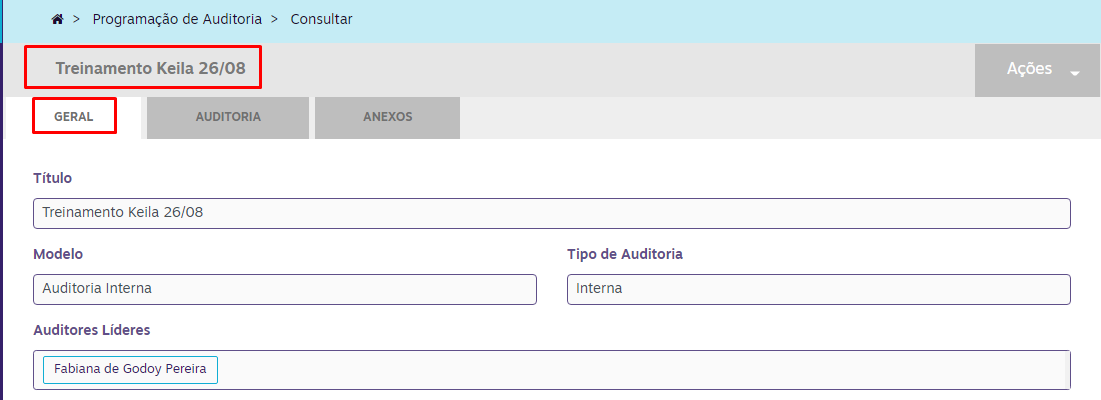 > Programação de Auditoria > Consultar
Treinamento Keila 26/08
Ações
GERAL AUDITORIA ANEXOS
Título
Treinamento Keila 26/08
Modelo Tipo de Auditoria
Auditoria Interna Interna
Auditores Líderes
Fabiana de Godoy Pereira